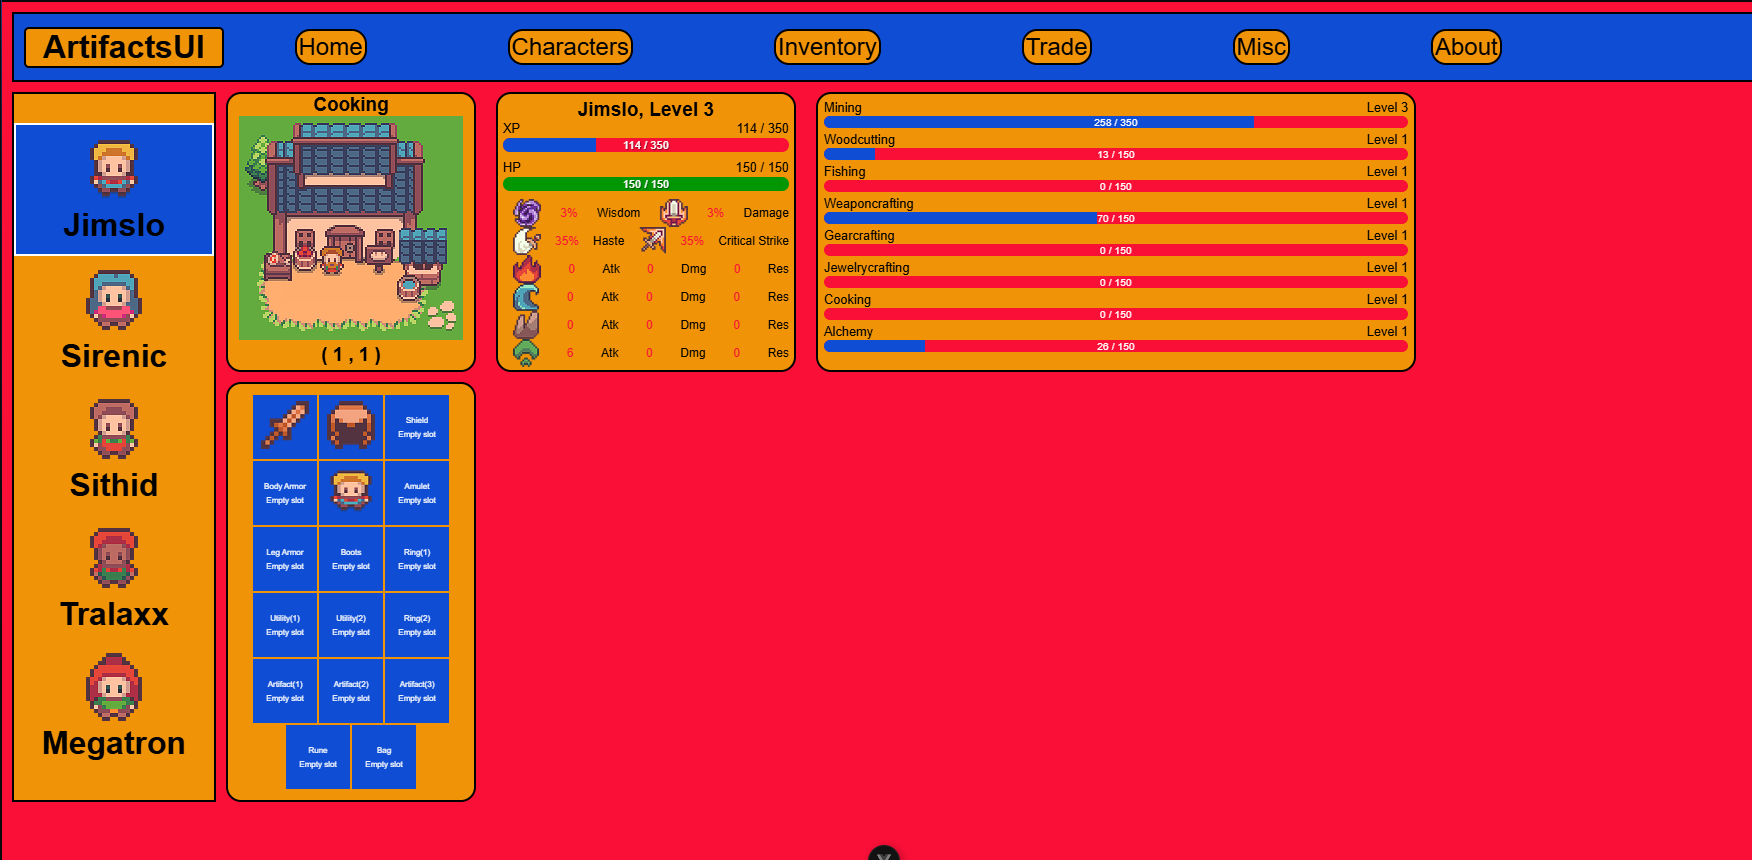 ArtifactsUI Home Characters Inventory Trade Misc About
Jimslo
Sirenic
Sithid
Tralaxx
Megatron
Cooking
( 1 , 1 )
Jimslo, Level 3
XP 114 / 350
114 / 350
HP 150 / 150
150 / 150
3% Wisdom 3% Damage
35% Haste 35% Critical Strike
0 Atk 0 Dmg 0 Res
0 Atk 0 Dmg 0 Res
0 Atk 0 Dmg 0 Res
6 Atk 0 Dmg 0 Res
Mining Level 3
258 / 350
Woodcutting Level 1
13 / 150
Fishing Level 1
0 / 150
Weaponcrafting Level 1
70 / 150
Gearcrafting Level 1
0 / 150
Jewelrycrafting Level 1
0 / 150
Cooking Level 1
0 / 150
Alchemy Level 1
26 / 150
Shield
Empty slot
Body Armor Amulet
Empty slot Empty slot
Leg Armor Boots Ring(1)
Empty slot Empty slot Empty slot
Utility(1) Utility(2) Ring(2)
Empty slot Empty slot Empty slot
Artifact(1) Artifact(2) Artifact(3)
Empty slot Empty slot Empty slot
Rune Bag
Empty slot Empty slot